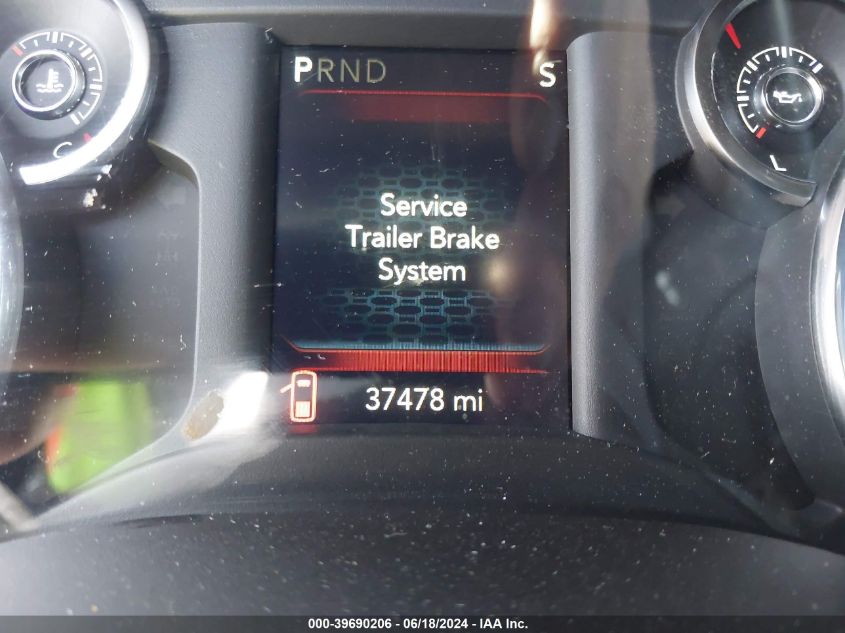 PRND S
Service
Trailer Brake
System
37478 mi
C
L
000-39690206 - 06/18/2024 - IAA Inc.